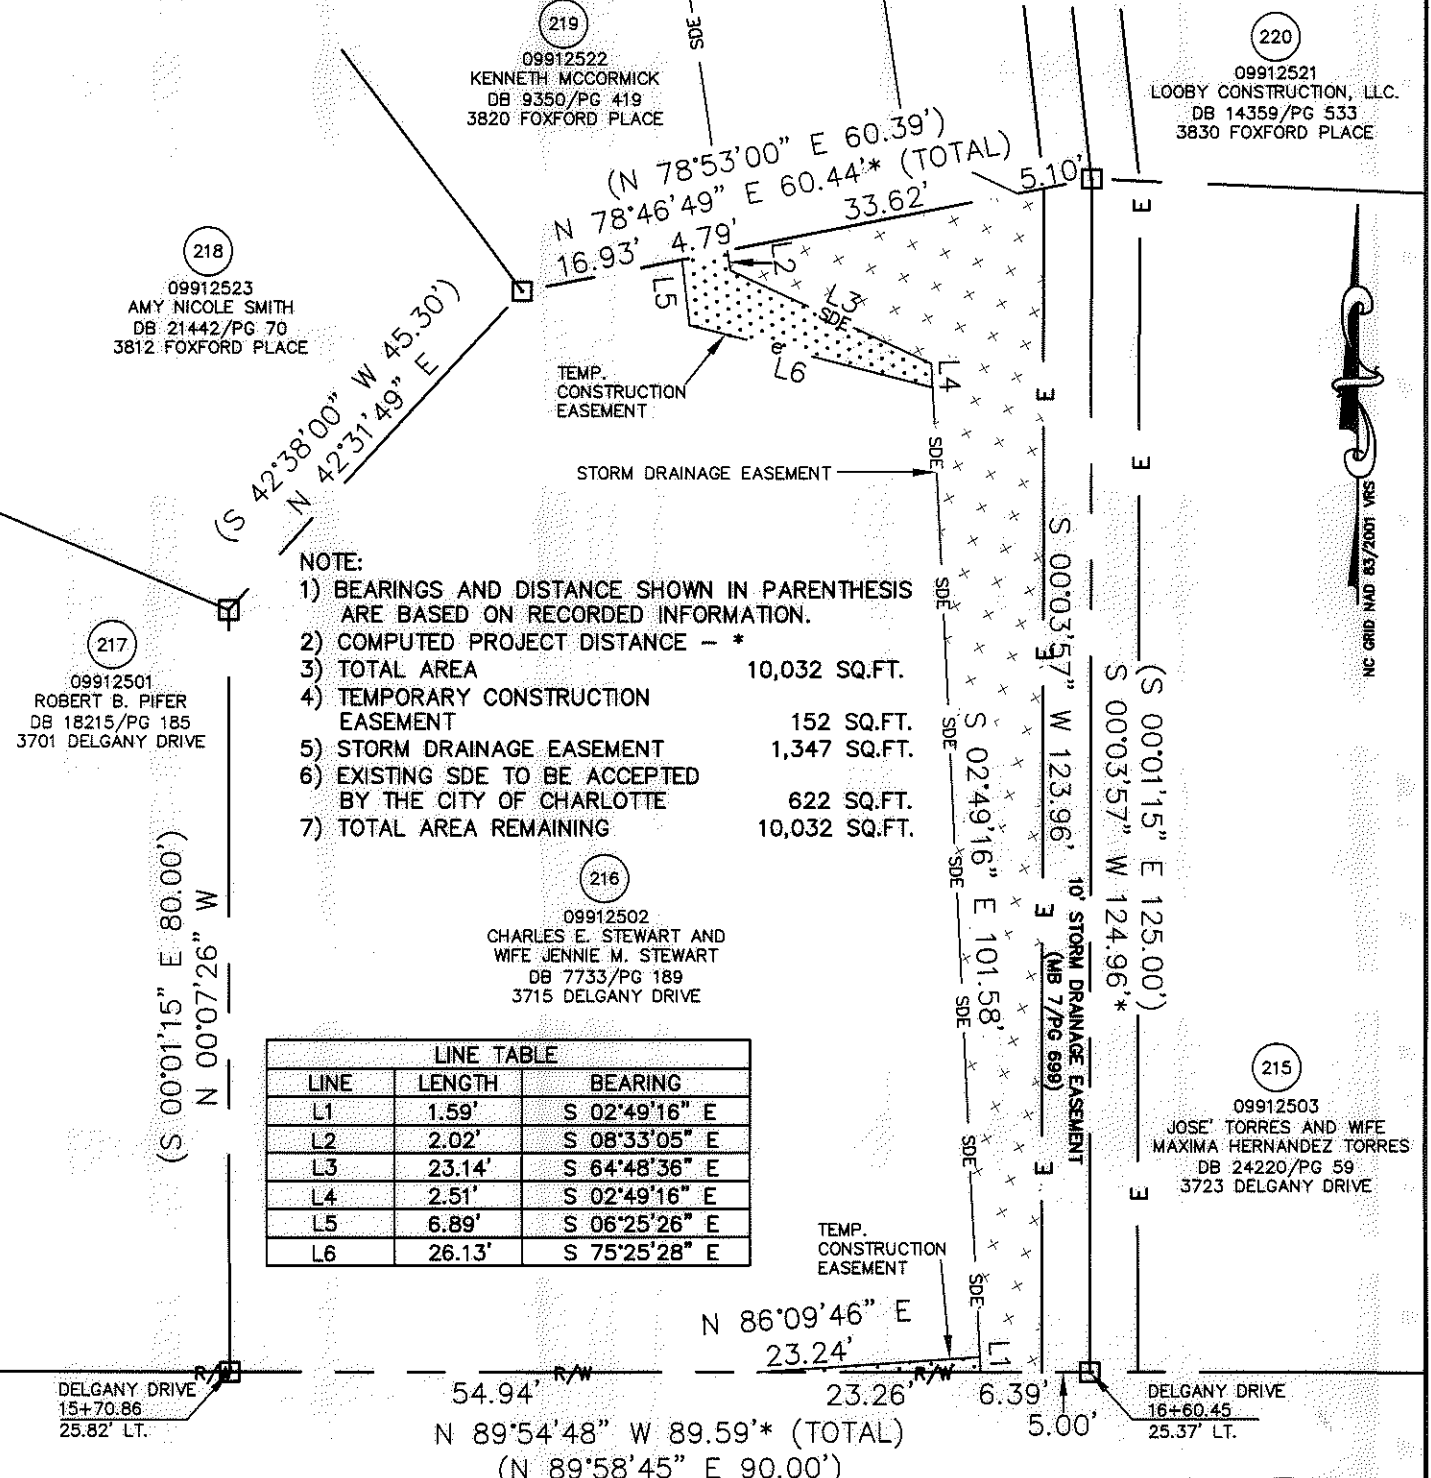 219
09912522
KENNETH MCCORMICK
DB 9350/PG 419
3820 FOXFORD PLACE
SDE
220
09912521
LOOBY CONSTRUCTION, LLC.
DB 14359/PG 533
3830 FOXFORD PLACE
(N 78°53'00" E 60.39')
N 78°46'49" E 60.44'* (TOTAL)
16.93'
4.79'
33.62'
5.10'
E
218
09912523
AMY NICOLE SMITH
DB 21442/PG 70
3812 FOXFORD PLACE
(S 42°38'00" W 45.30')
N 42°31'49" E
L5
L2
L3
SDE
L4
e
L6
TEMP.
CONSTRUCTION
EASEMENT
E
E
SDE
STORM DRAINAGE EASEMENT
NC GRID NAD 83/2001 VRS
NOTE:
1) BEARINGS AND DISTANCE SHOWN IN PARENTHESIS
ARE BASED ON RECORDED INFORMATION.
2) COMPUTED PROJECT DISTANCE – *
3) TOTAL AREA 10,032 SQ.FT.
4) TEMPORARY CONSTRUCTION
EASEMENT 152 SQ.FT.
5) STORM DRAINAGE EASEMENT 1,347 SQ.FT.
6) EXISTING SDE TO BE ACCEPTED
BY THE CITY OF CHARLOTTE 622 SQ.FT.
7) TOTAL AREA REMAINING 10,032 SQ.FT.
217
09912501
ROBERT B. PIFER
DB 18215/PG 185
3701 DELGANY DRIVE
(S 00°01'15" E 80.00')
N 00°07'26" W
216
09912502
CHARLES E. STEWART AND
WIFE JENNIE M. STEWART
DB 7733/PG 189
3715 DELGANY DRIVE
SDE
SDE
SDE
SDE
SDE
SDE
S 02°49'16" E 101.58'
S 00°03'57" W 123.96'
E
E
E
10' STORM DRAINAGE EASEMENT
(MB 7/PG 699)
S 00°03'57" W 124.96'*
(S 00°01'15" E 125.00')
E
215
09912503
JOSE' TORRES AND WIFE
MAXIMA HERNANDEZ TORRES
DB 24220/PG 59
3723 DELGANY DRIVE
LINE TABLE
LINE LENGTH BEARING
L1 1.59' S 02°49'16" E
L2 2.02' S 08°33'05" E
L3 23.14' S 64°48'36" E
L4 2.51' S 02°49'16" E
L5 6.89' S 06°25'26" E
L6 26.13' S 75°25'28" E
TEMP.
CONSTRUCTION
EASEMENT
N 86°09'46" E
23.24'
L1
R/W
R/W
R/W
DELGANY DRIVE
15+70.86
25.82' LT.
54.94'
23.26'
6.39'
5.00'
DELGANY DRIVE
16+60.45
25.37' LT.
N 89°54'48" W 89.59'* (TOTAL)
(N 89°58'45" E 90.00')